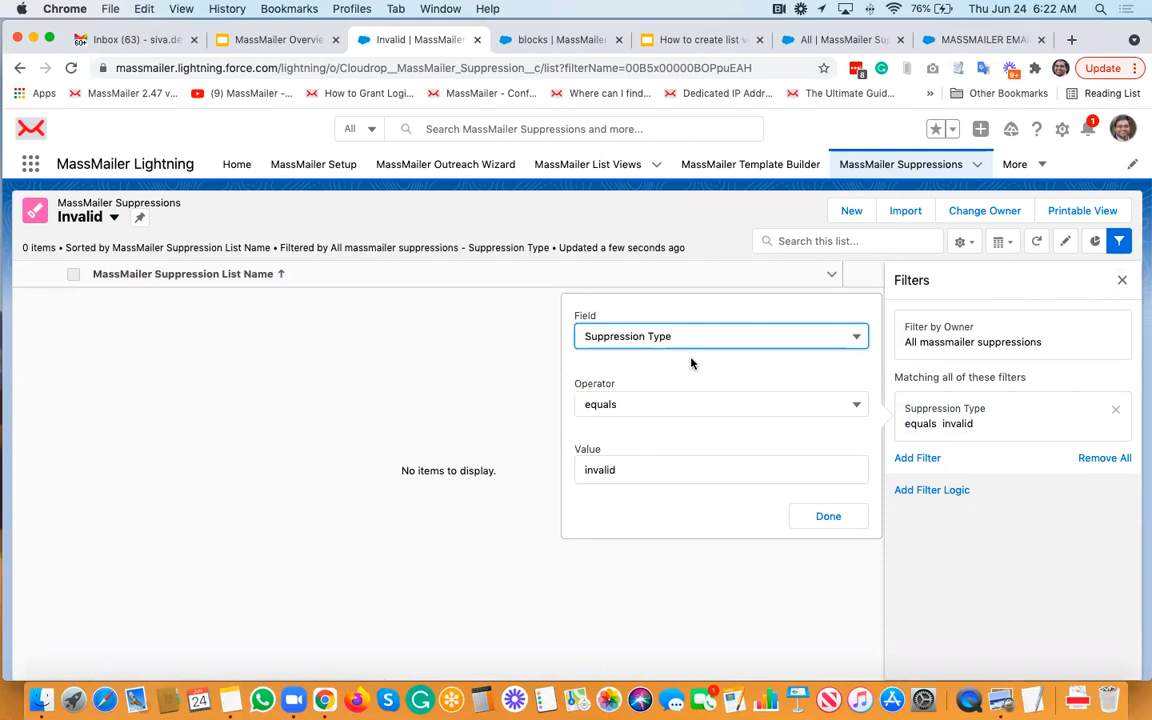 Chrome File Edit View History Bookmarks Profiles Tab Window Help 76% Thu Jun 24 6:22 AM
Inbox (63) - siva.de MassMailer Overvie Invalid | MassMailer blocks | MassMailer How to create list v All | MassMailer Su MASSMAILER EMAI
massmailer.lightning.force.com/lightning/o/Cloudrop__MassMailer_Suppression__c/list?filterName=00B5x00000BOPpuEAH 8 9+ Update
Apps MassMailer 2.47 v... (9) MassMailer -... How to Grant Logi... MassMailer - Conf... Where can I find... Dedicated IP Addr... The Ultimate Guid... » Other Bookmarks Reading List
All Search MassMailer Suppressions and more... 1
MassMailer Lightning Home MassMailer Setup MassMailer Outreach Wizard MassMailer List Views MassMailer Template Builder MassMailer Suppressions More
MassMailer Suppressions
Invalid
New Import Change Owner Printable View
0 items • Sorted by MassMailer Suppression List Name • Filtered by All massmailer suppressions - Suppression Type • Updated a few seconds ago
Search this list...
MassMailer Suppression List Name
No items to display.
Field
Suppression Type
Operator
equals
Value
invalid
Done
Filters
Filter by Owner
All massmailer suppressions
Matching all of these filters
Suppression Type
equals invalid
Add Filter Remove All
Add Filter Logic